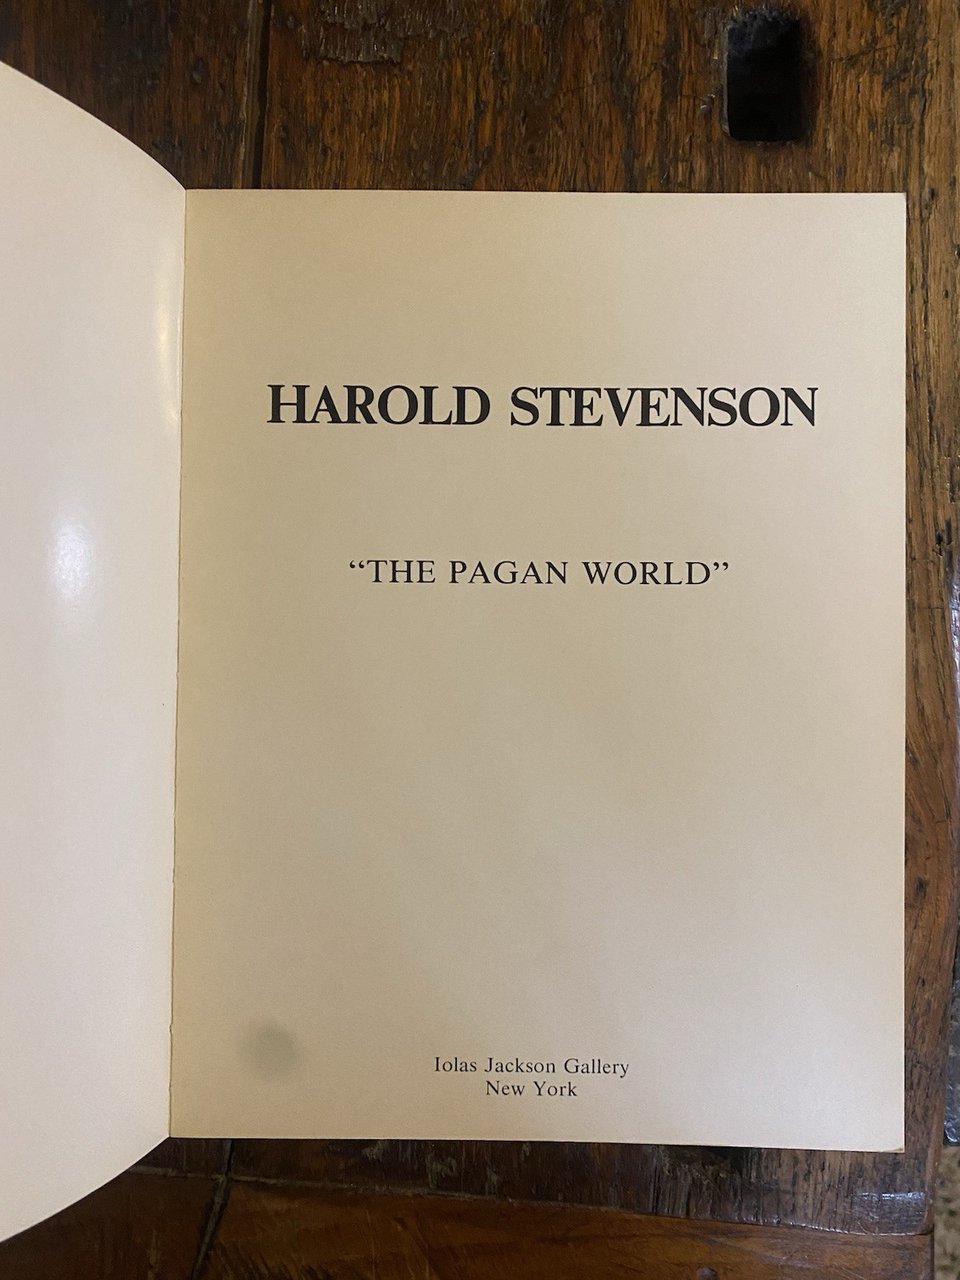 HAROLD STEVENSON
“THE PAGAN WORLD”
Iolas Jackson Gallery
New York